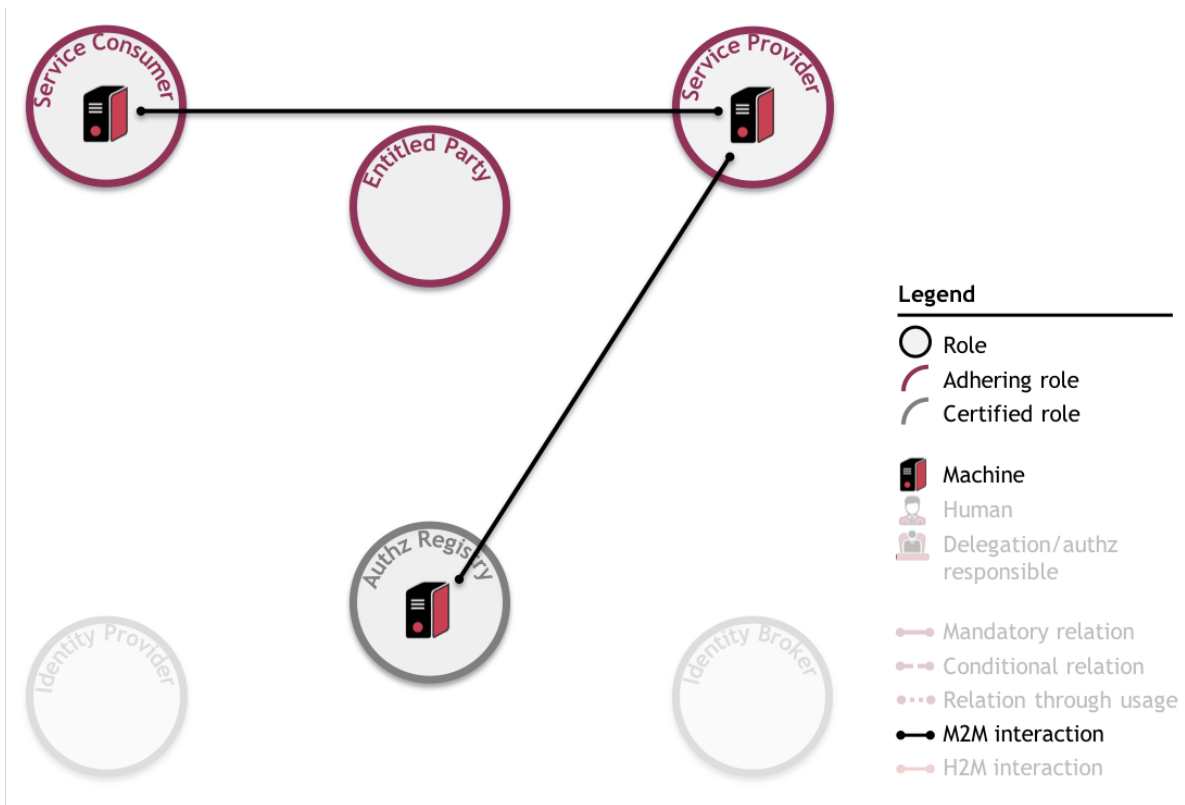 Service Consumer
Service Provider
Entitled Party
Authz Registry
Identity Provider
Identity Broker
Legend
Role
Adhering role
Certified role
Machine
Human
Delegation/authz
responsible
Mandatory relation
Conditional relation
Relation through usage
M2M interaction
H2M interaction